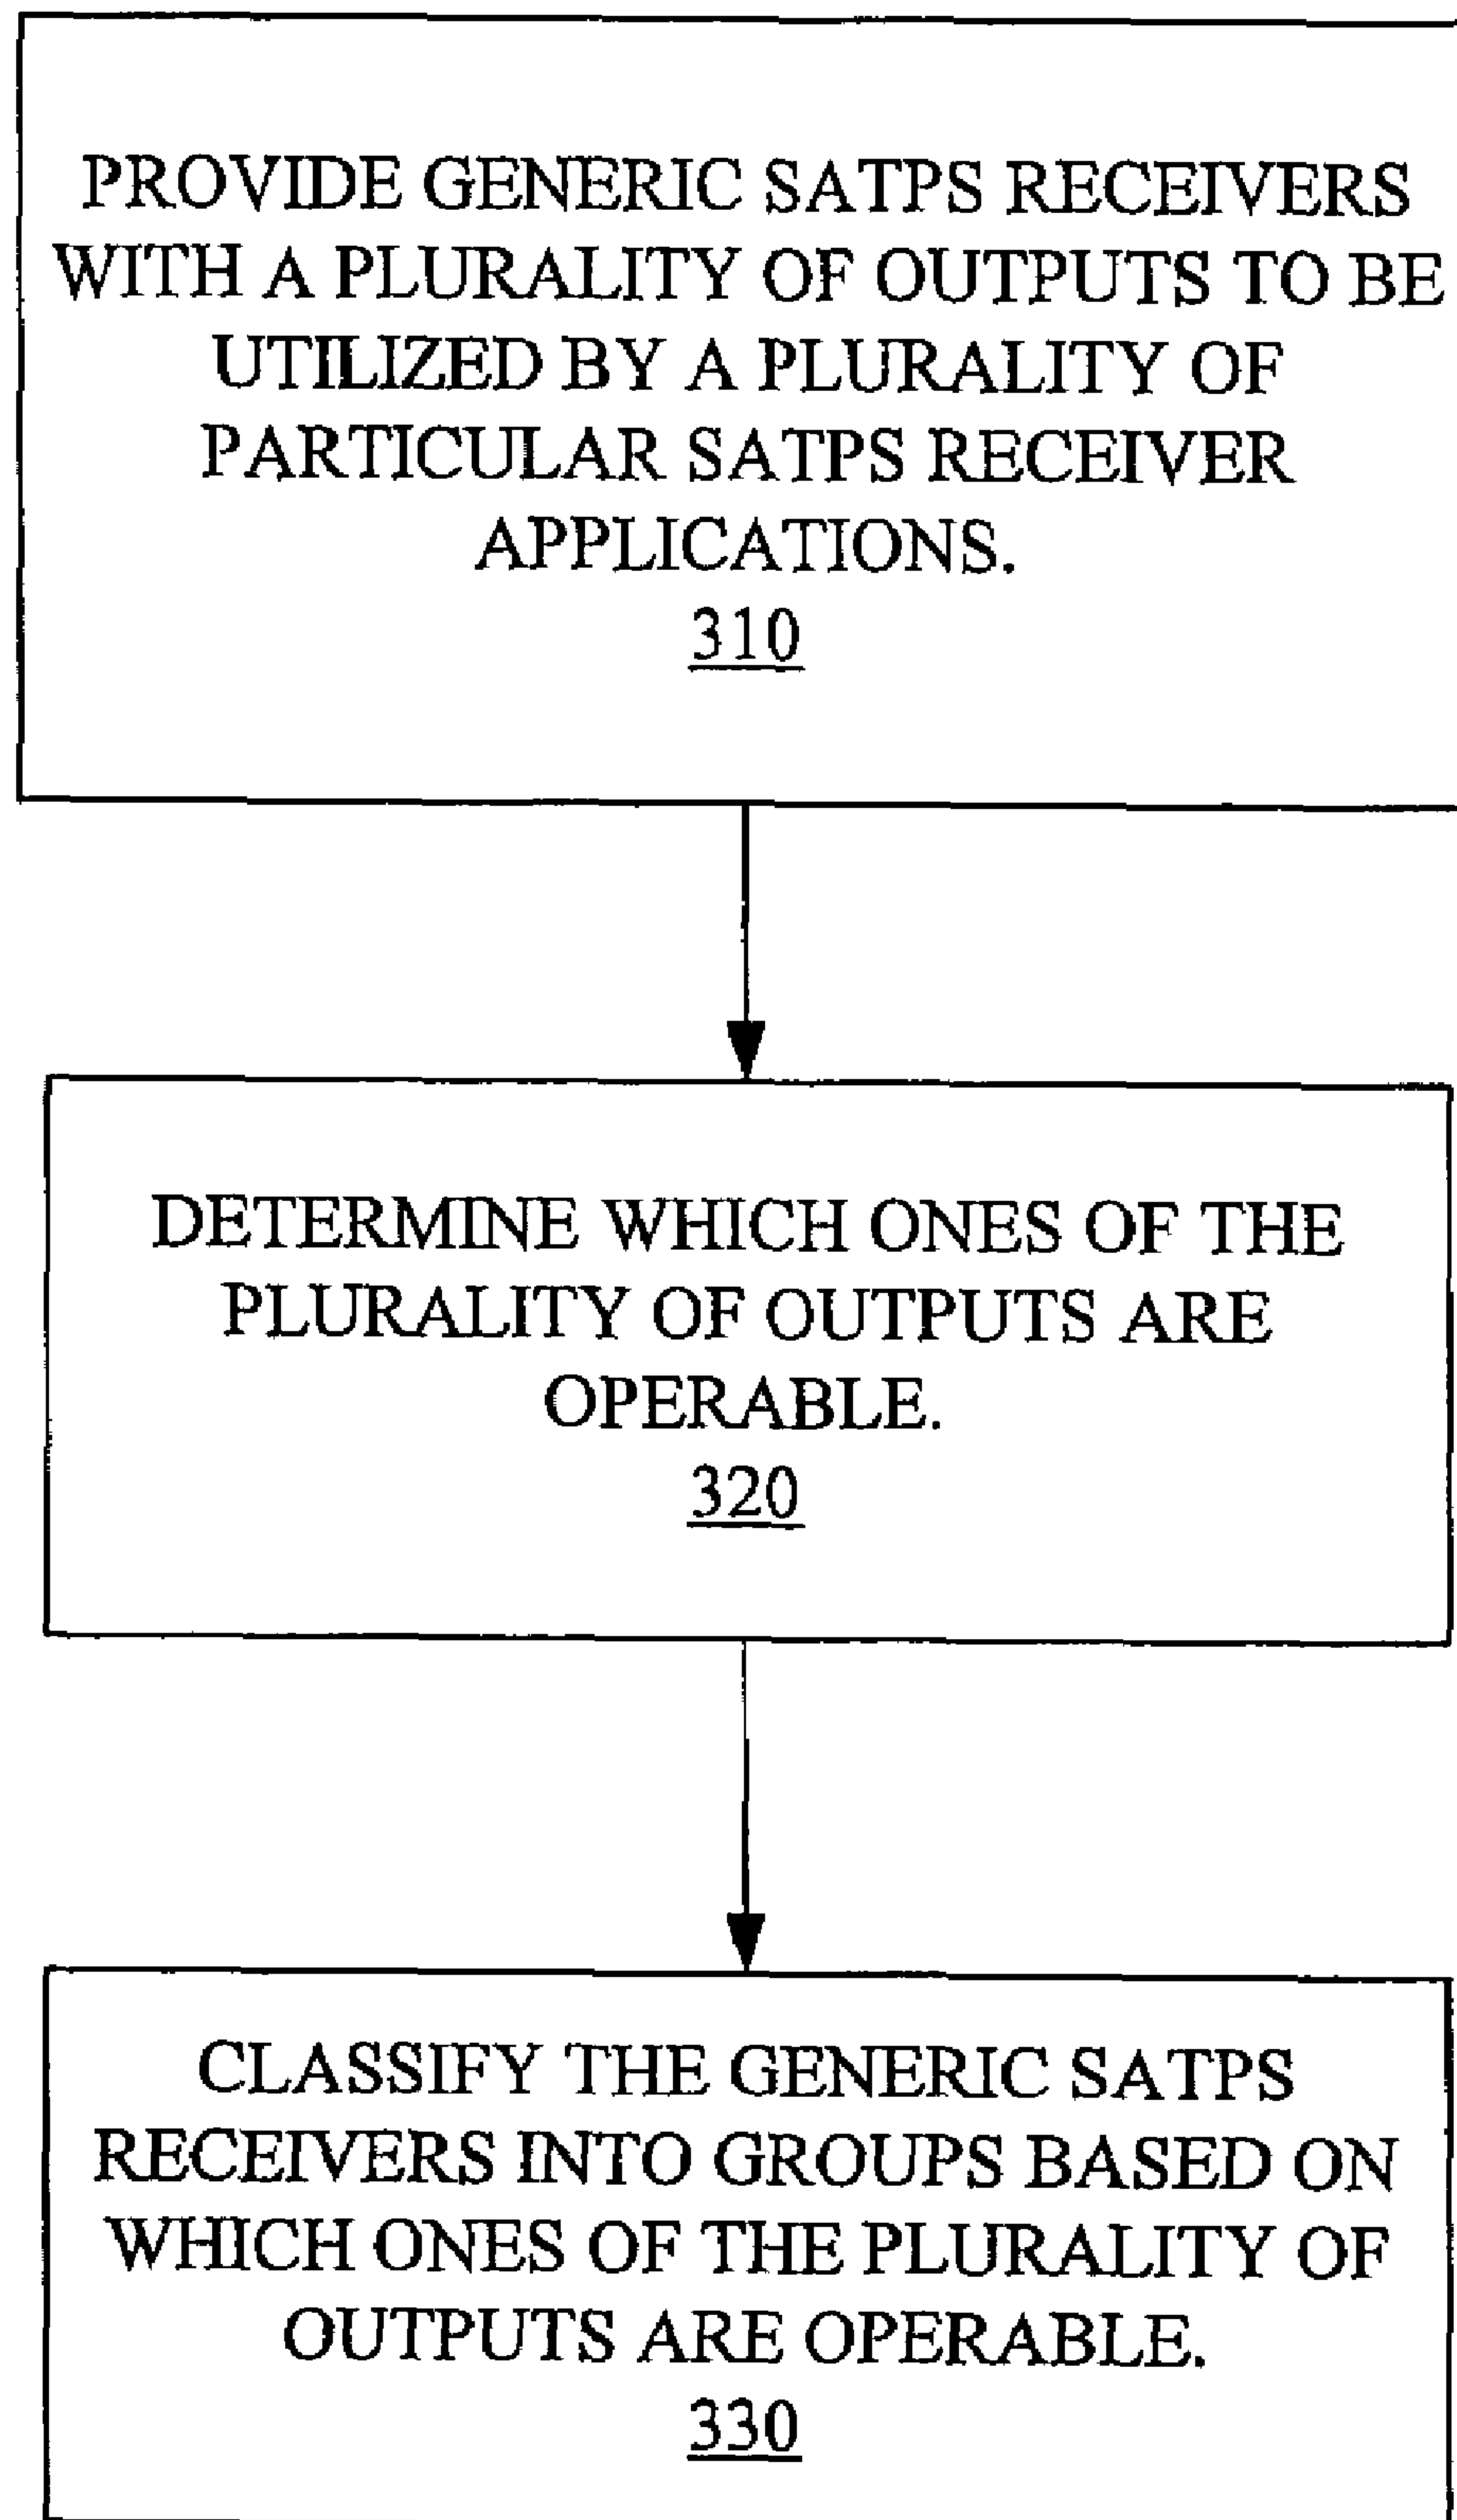 PROVIDE GENERIC SATPS RECEIVERS
WITH A PLURALITY OF OUTPUTS TO BE
UTILIZED BY A PLURALITY OF
PARTICULAR SATPS RECEIVER
APPLICATIONS.
310
DETERMINE WHICH ONES OF THE
PLURALITY OF OUTPUTS ARE
OPERABLE.
320
CLASSIFY THE GENERIC SATPS
RECEIVERS INTO GROUPS BASED ON
WHICH ONES OF THE PLURALITY OF
OUTPUTS ARE OPERABLE.
330